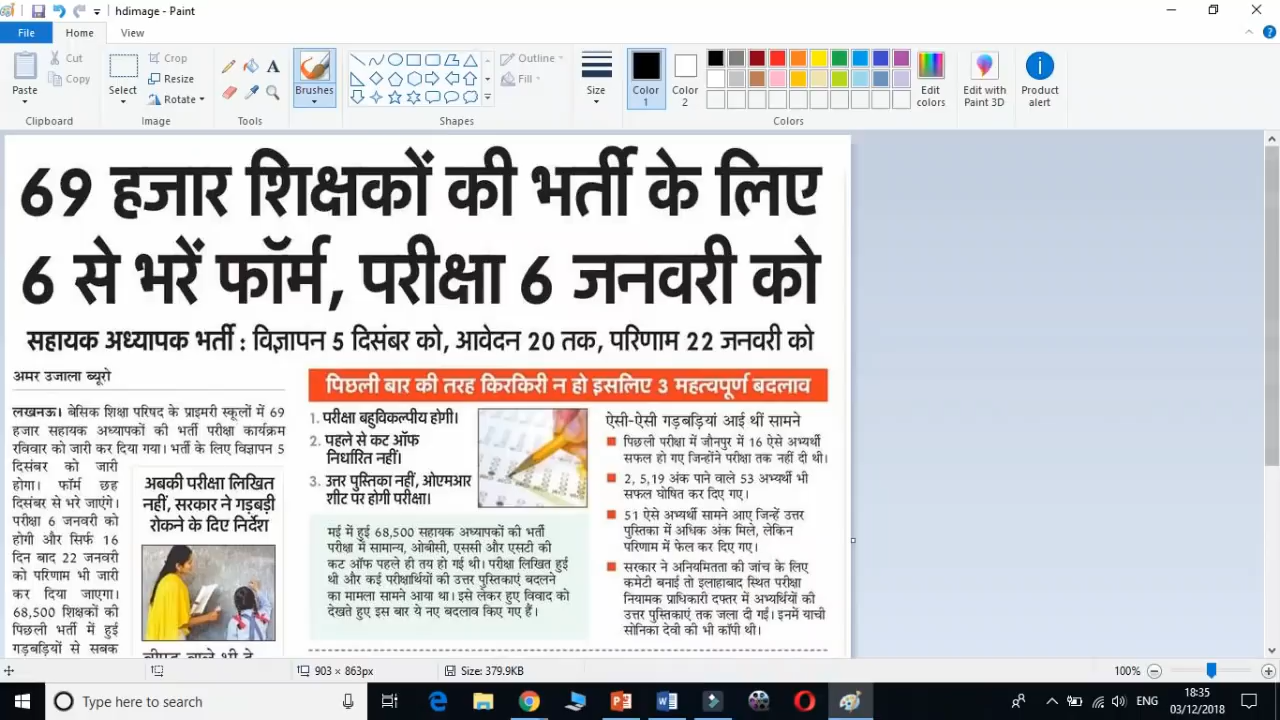 hdimage - Paint
File
Home
View
Paste
Cut
Copy
Clipboard
Select
Crop
Resize
Rotate
Image
Tools
Brushes
Shapes
Outline
Fill
Size
Color 1
Color 2
Colors
Edit colors
Edit with Paint 3D
Product alert
69 हजार शिक्षकों की भर्ती के लिए
6 से भरें फॉर्म, परीक्षा 6 जनवरी को
सहायक अध्यापक भर्ती : विज्ञापन 5 दिसंबर को, आवेदन 20 तक, परिणाम 22 जनवरी को
अमर उजाला ब्यूरो
लखनऊ। बेसिक शिक्षा परिषद के प्राइमरी स्कूलों में 69
हजार सहायक अध्यापकों की भर्ती परीक्षा कार्यक्रम
रविवार को जारी कर दिया गया। भर्ती के लिए विज्ञापन 5
दिसंबर को जारी
होगा। फॉर्म छह
दिसंबर से भरे जाएंगे।
परीक्षा 6 जनवरी को
होगी और सिर्फ 16
दिन बाद 22 जनवरी
को परिणाम भी जारी
कर दिया जाएगा।
68,500 शिक्षकों की
पिछली भर्ती में हुई
गड़बड़ियों से सबक
अबकी परीक्षा लिखित
नहीं, सरकार ने गड़बड़ी
रोकने के दिए निर्देश
पिछली बार की तरह किरकिरी न हो इसलिए 3 महत्वपूर्ण बदलाव
1. परीक्षा बहुविकल्पीय होगी।
2. पहले से कट ऑफ
निर्धारित नहीं।
3. उत्तर पुस्तिका नहीं, ओएमआर
शीट पर होगी परीक्षा।
मई में हुई 68,500 सहायक अध्यापकों की भर्ती
परीक्षा में सामान्य, ओबीसी, एससी और एसटी की
कट ऑफ पहले ही तय हो गई थी। परीक्षा लिखित हुई
थी और कई परीक्षार्थियों की उत्तर पुस्तिकाएं बदलने
का मामला सामने आया था। इसे लेकर हुए विवाद को
देखते हुए इस बार ये नए बदलाव किए गए हैं।
ऐसी-ऐसी गड़बड़ियां आई थीं सामने
पिछली परीक्षा में जौनपुर में 16 ऐसे अभ्यर्थी
सफल हो गए जिन्होंने परीक्षा तक नहीं दी थी।
2, 5,19 अंक पाने वाले 53 अभ्यर्थी भी
सफल घोषित कर दिए गए।
51 ऐसे अभ्यर्थी सामने आए जिन्हें उत्तर
पुस्तिका में अधिक अंक मिले, लेकिन
परिणाम में फेल कर दिए गए।
सरकार ने अनियमितता की जांच के लिए
कमेटी बनाई तो इलाहाबाद स्थित परीक्षा
नियामक प्राधिकारी दफ्तर में अभ्यर्थियों की
उत्तर पुस्तिकाएं तक जला दी गईं। इनमें याची
सोनिका देवी की भी कॉपी थी।
903 × 863px
Size: 379.9KB
100%
Type here to search
ENG
18:35
03/12/2018